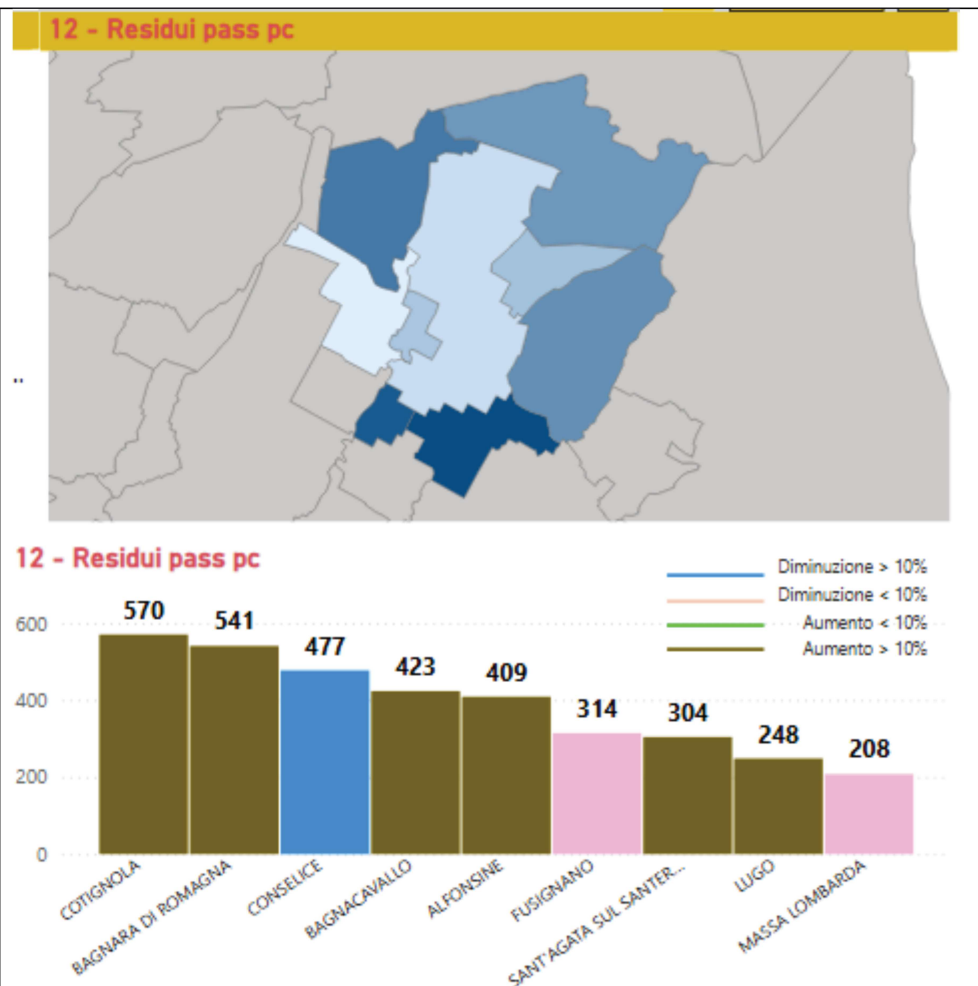 12 - Residui pass pc
..
12 - Residui pass pc
Diminuzione > 10%
Diminuzione < 10%
Aumento < 10%
Aumento > 10%
600
400
200
0
570
541
477
423
409
314
304
248
208
COTIGNOLA
BAGNARA DI ROMAGNA
CONSELICE
BAGNACAVALLO
ALFONSINE
FUSIGNANO
SANT'AGATA SUL SANTER...
LUGO
MASSA LOMBARDA